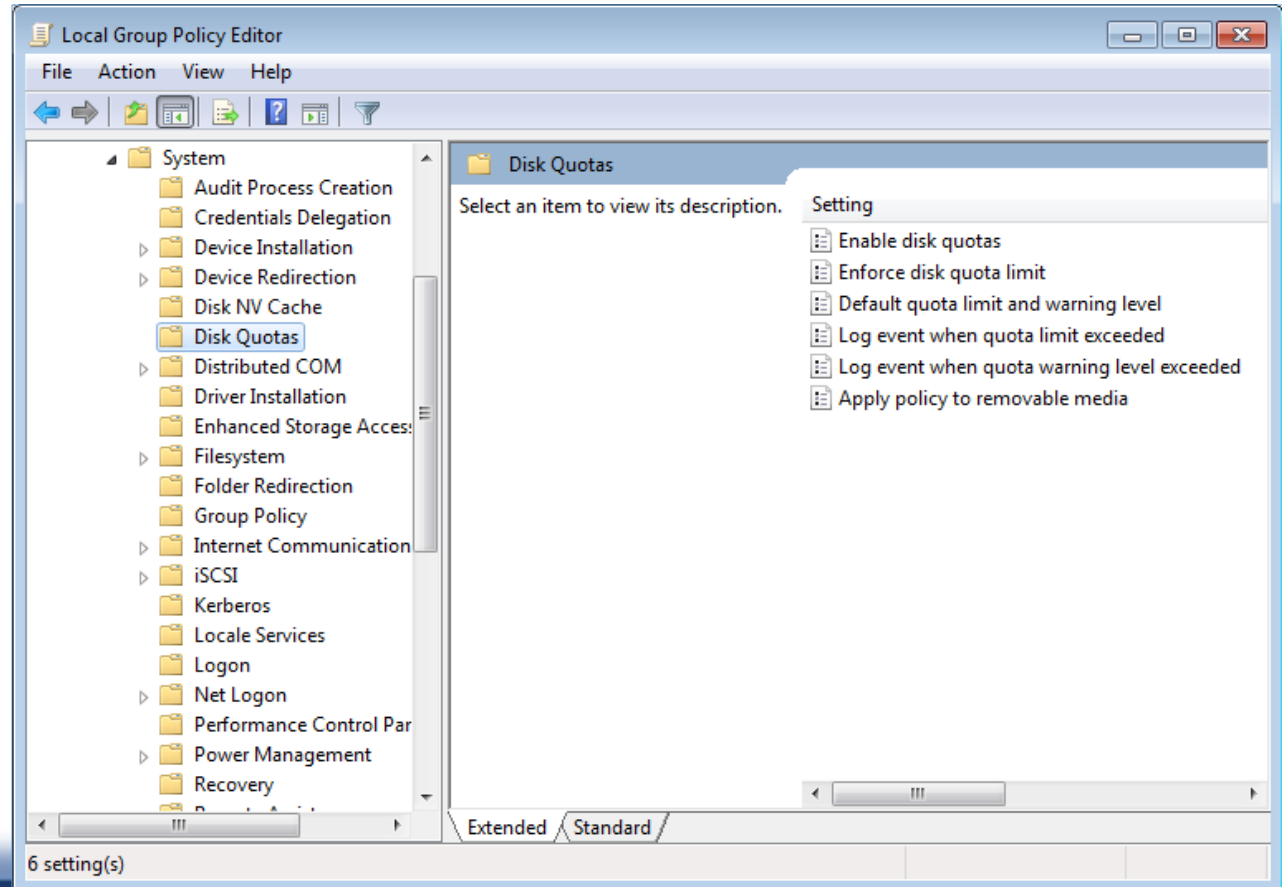 Local Group Policy Editor
File Action View Help
System
Audit Process Creation
Credentials Delegation
Device Installation
Device Redirection
Disk NV Cache
Disk Quotas
Distributed COM
Driver Installation
Enhanced Storage Acces
Filesystem
Folder Redirection
Group Policy
Internet Communication
iSCSI
Kerberos
Locale Services
Logon
Net Logon
Performance Control Par
Power Management
Recovery
Disk Quotas
Select an item to view its description.
Setting
Enable disk quotas
Enforce disk quota limit
Default quota limit and warning level
Log event when quota limit exceeded
Log event when quota warning level exceeded
Apply policy to removable media
Extended Standard
6 setting(s)